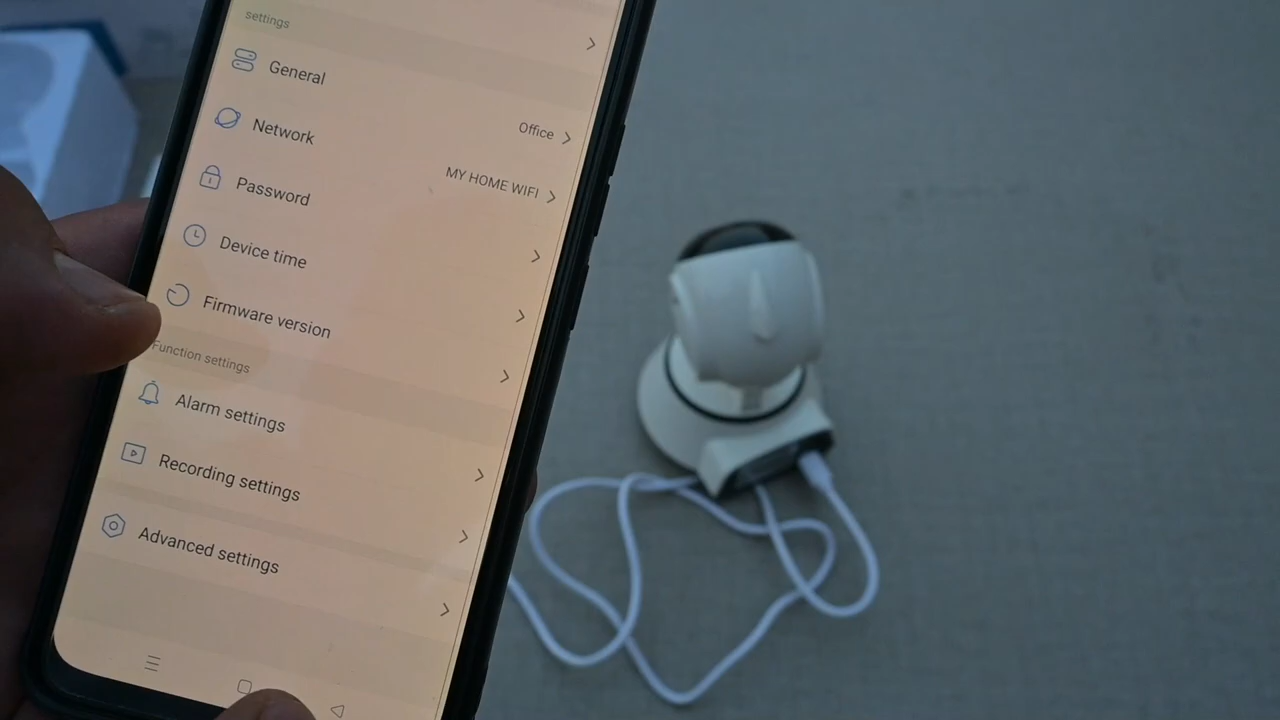 settings
General
Office
Network
MY HOME WIFI
Password
Device time
Firmware version
Function settings
Alarm settings
Recording settings
Advanced settings